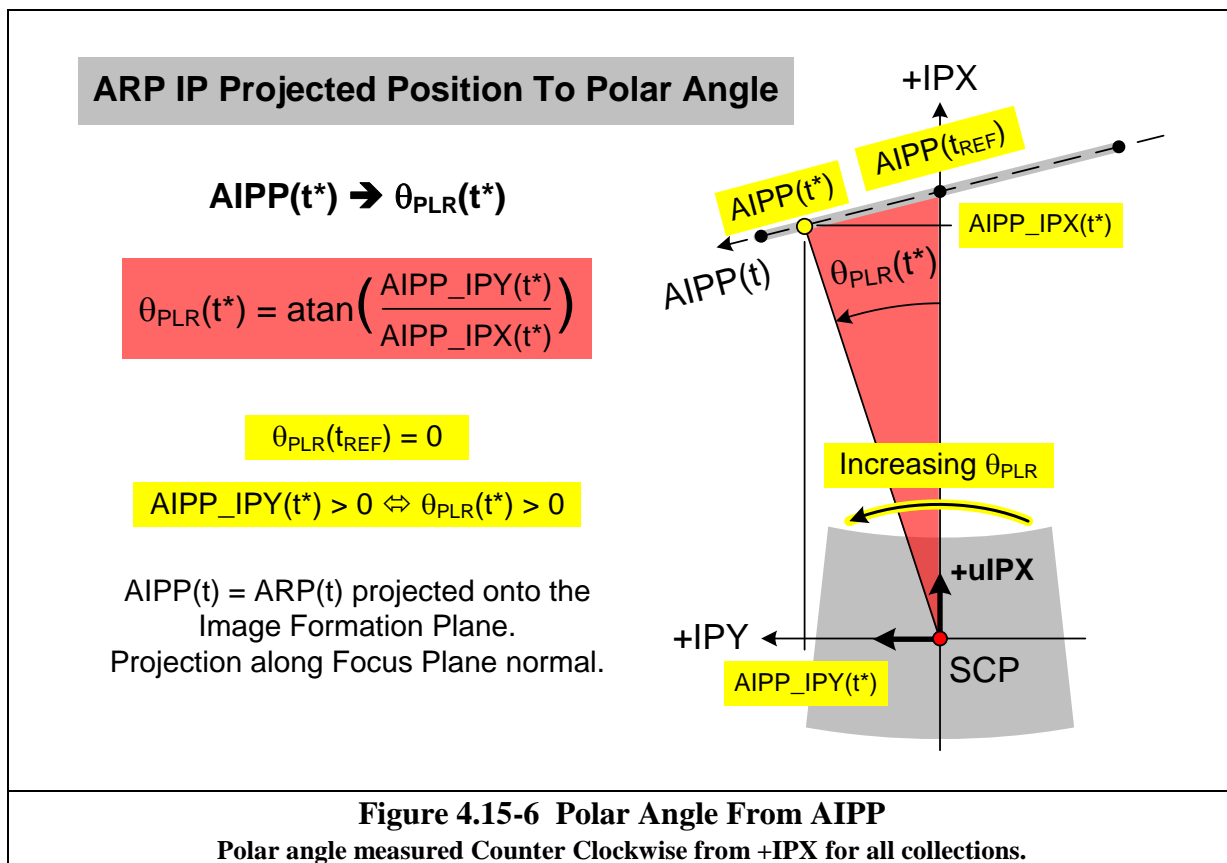 ARP IP Projected Position To Polar Angle
AIPP(t*) ➔ θPLR(t*)
θPLR(t*) = atan(AIPP_IPY(t*) / AIPP_IPX(t*))
θPLR(tREF) = 0
AIPP_IPY(t*) > 0 ⇔ θPLR(t*) > 0
AIPP(t) = ARP(t) projected onto the
Image Formation Plane.
Projection along Focus Plane normal.
+IPX
AIPP(tREF)
AIPP(t*)
AIPP_IPX(t*)
AIPP(t)
θPLR(t*)
Increasing θPLR
+uIPX
+IPY
SCP
AIPP_IPY(t*)
Figure 4.15-6 Polar Angle From AIPP
Polar angle measured Counter Clockwise from +IPX for all collections.